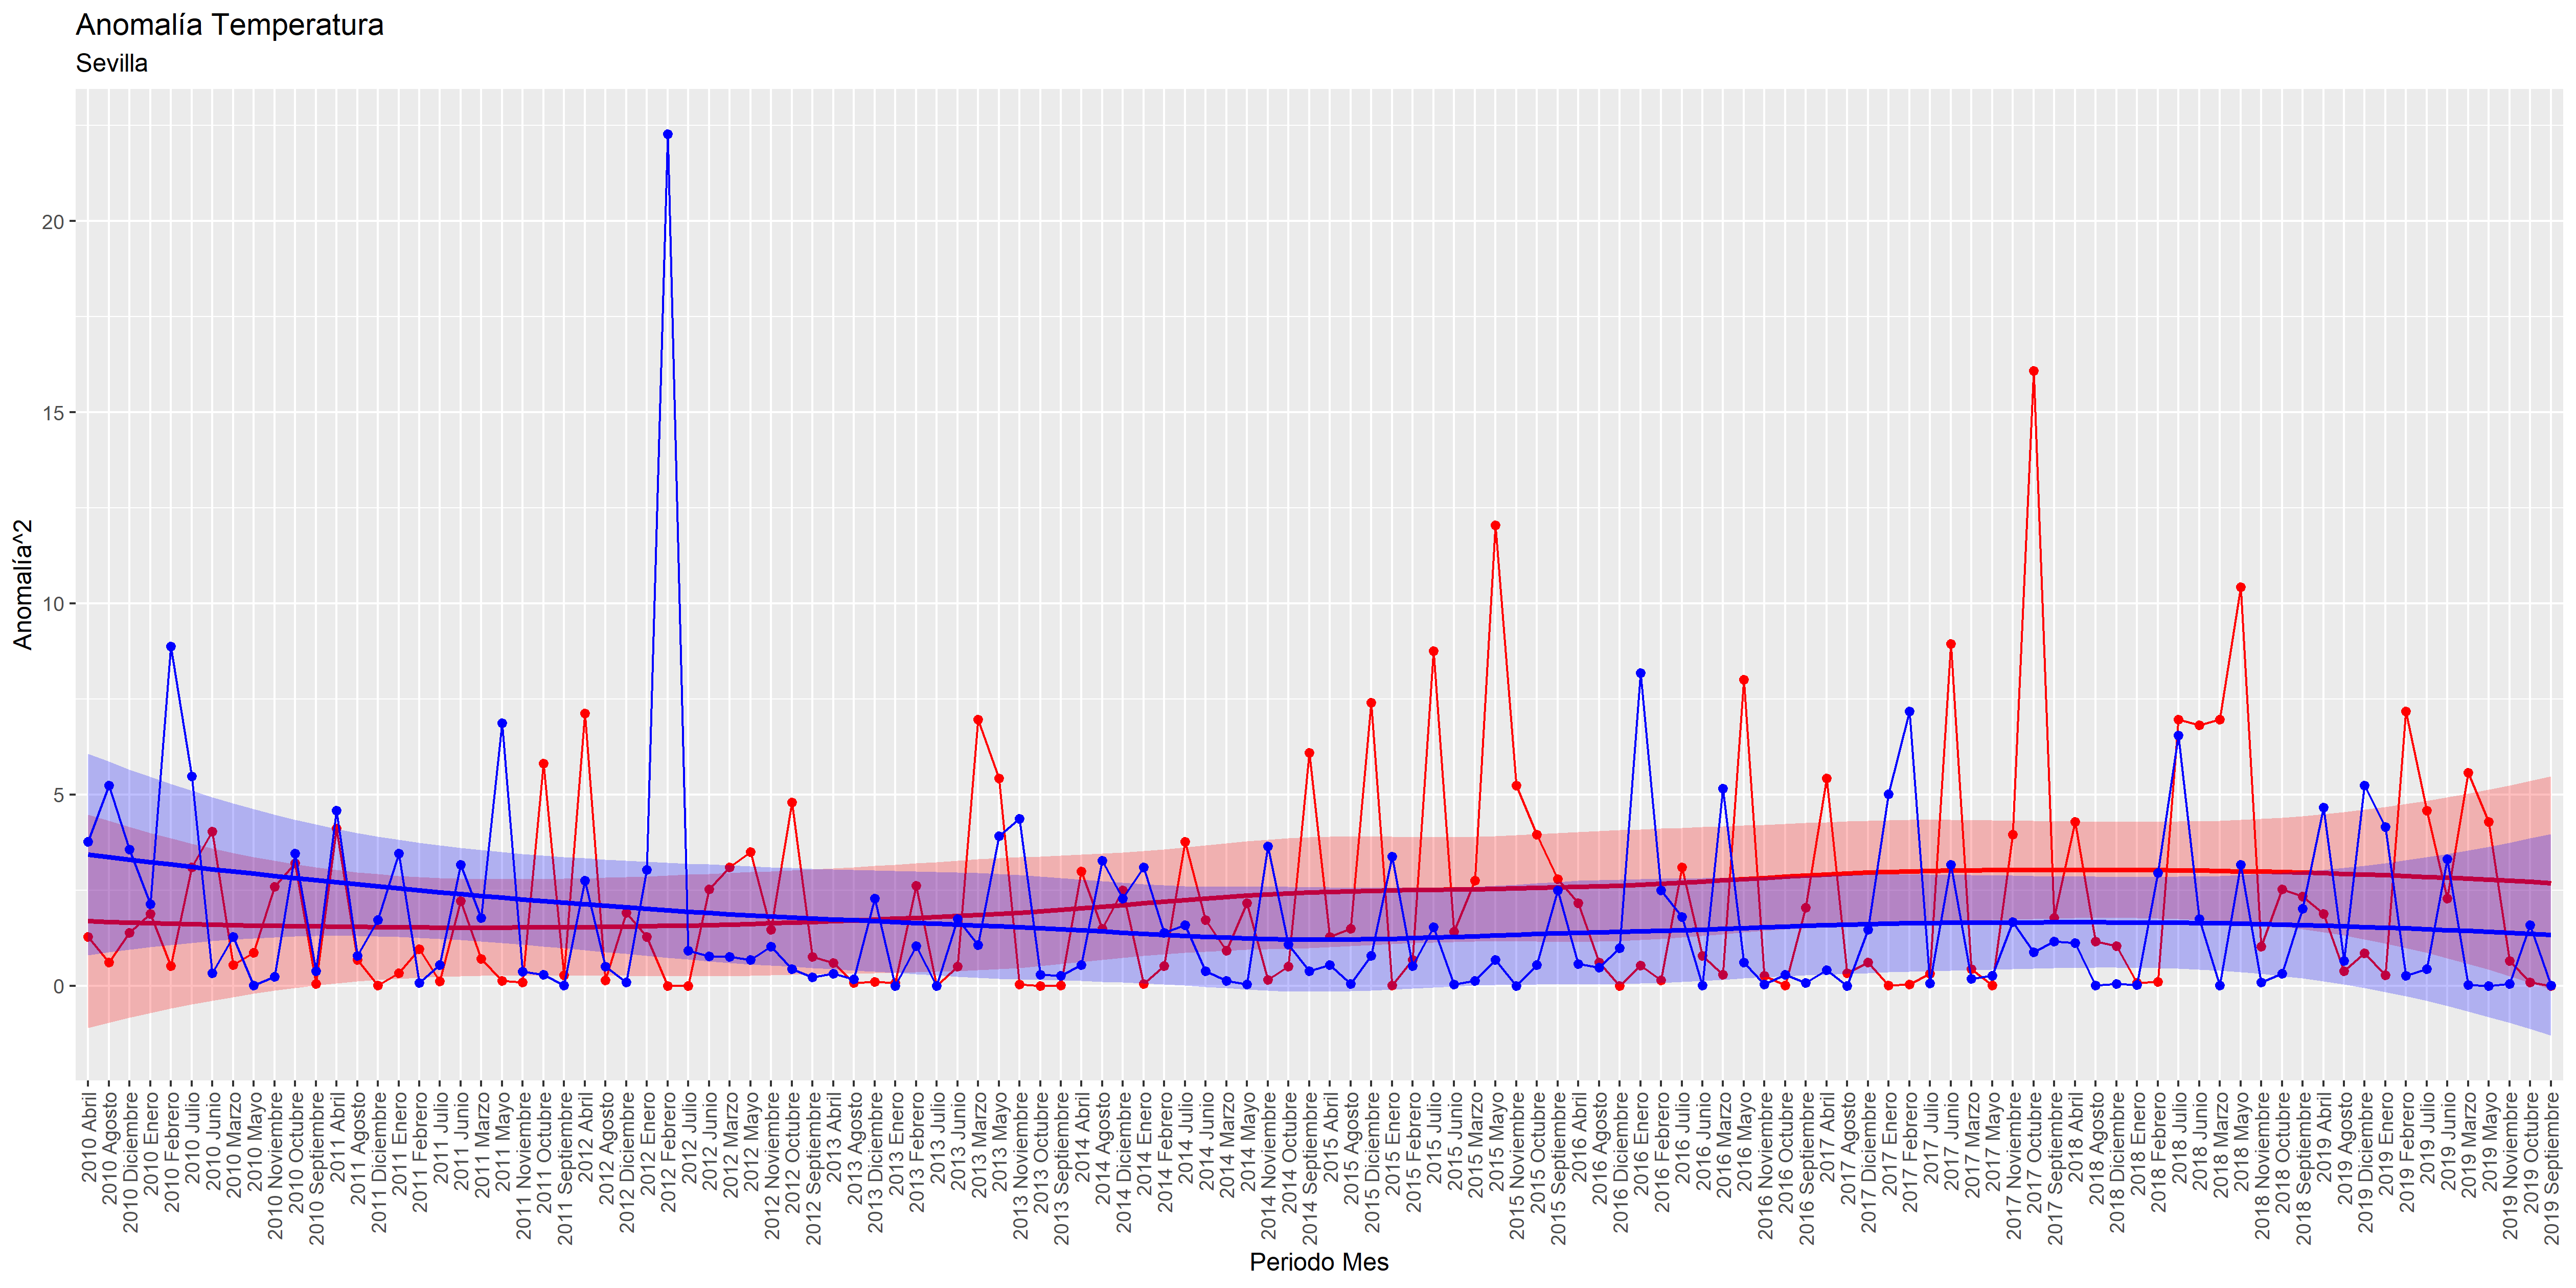 Anomalía Temperatura
Sevilla
Anomalía^2
20
15
10
5
0
2010 Abril
2010 Agosto
2010 Diciembre
2010 Enero
2010 Febrero
2010 Julio
2010 Junio
2010 Marzo
2010 Mayo
2010 Noviembre
2010 Octubre
2010 Septiembre
2011 Abril
2011 Agosto
2011 Diciembre
2011 Enero
2011 Febrero
2011 Julio
2011 Junio
2011 Marzo
2011 Mayo
2011 Noviembre
2011 Octubre
2011 Septiembre
2012 Abril
2012 Agosto
2012 Diciembre
2012 Enero
2012 Febrero
2012 Julio
2012 Junio
2012 Marzo
2012 Mayo
2012 Noviembre
2012 Octubre
2012 Septiembre
2013 Abril
2013 Agosto
2013 Diciembre
2013 Enero
2013 Febrero
2013 Julio
2013 Junio
2013 Marzo
2013 Mayo
2013 Noviembre
2013 Octubre
2013 Septiembre
2014 Abril
2014 Agosto
2014 Diciembre
2014 Enero
2014 Febrero
2014 Julio
2014 Junio
2014 Marzo
2014 Mayo
2014 Noviembre
2014 Octubre
2014 Septiembre
2015 Abril
2015 Agosto
2015 Diciembre
2015 Enero
2015 Febrero
2015 Julio
2015 Junio
2015 Marzo
2015 Mayo
2015 Noviembre
2015 Octubre
2015 Septiembre
2016 Abril
2016 Agosto
2016 Diciembre
2016 Enero
2016 Febrero
2016 Julio
2016 Junio
2016 Marzo
2016 Mayo
2016 Noviembre
2016 Octubre
2016 Septiembre
2017 Abril
2017 Agosto
2017 Diciembre
2017 Enero
2017 Febrero
2017 Julio
2017 Junio
2017 Marzo
2017 Mayo
2017 Noviembre
2017 Octubre
2017 Septiembre
2018 Abril
2018 Agosto
2018 Diciembre
2018 Enero
2018 Febrero
2018 Julio
2018 Junio
2018 Marzo
2018 Mayo
2018 Noviembre
2018 Octubre
2018 Septiembre
2019 Abril
2019 Agosto
2019 Diciembre
2019 Enero
2019 Febrero
2019 Julio
2019 Junio
2019 Marzo
2019 Mayo
2019 Noviembre
2019 Octubre
2019 Septiembre
Periodo Mes